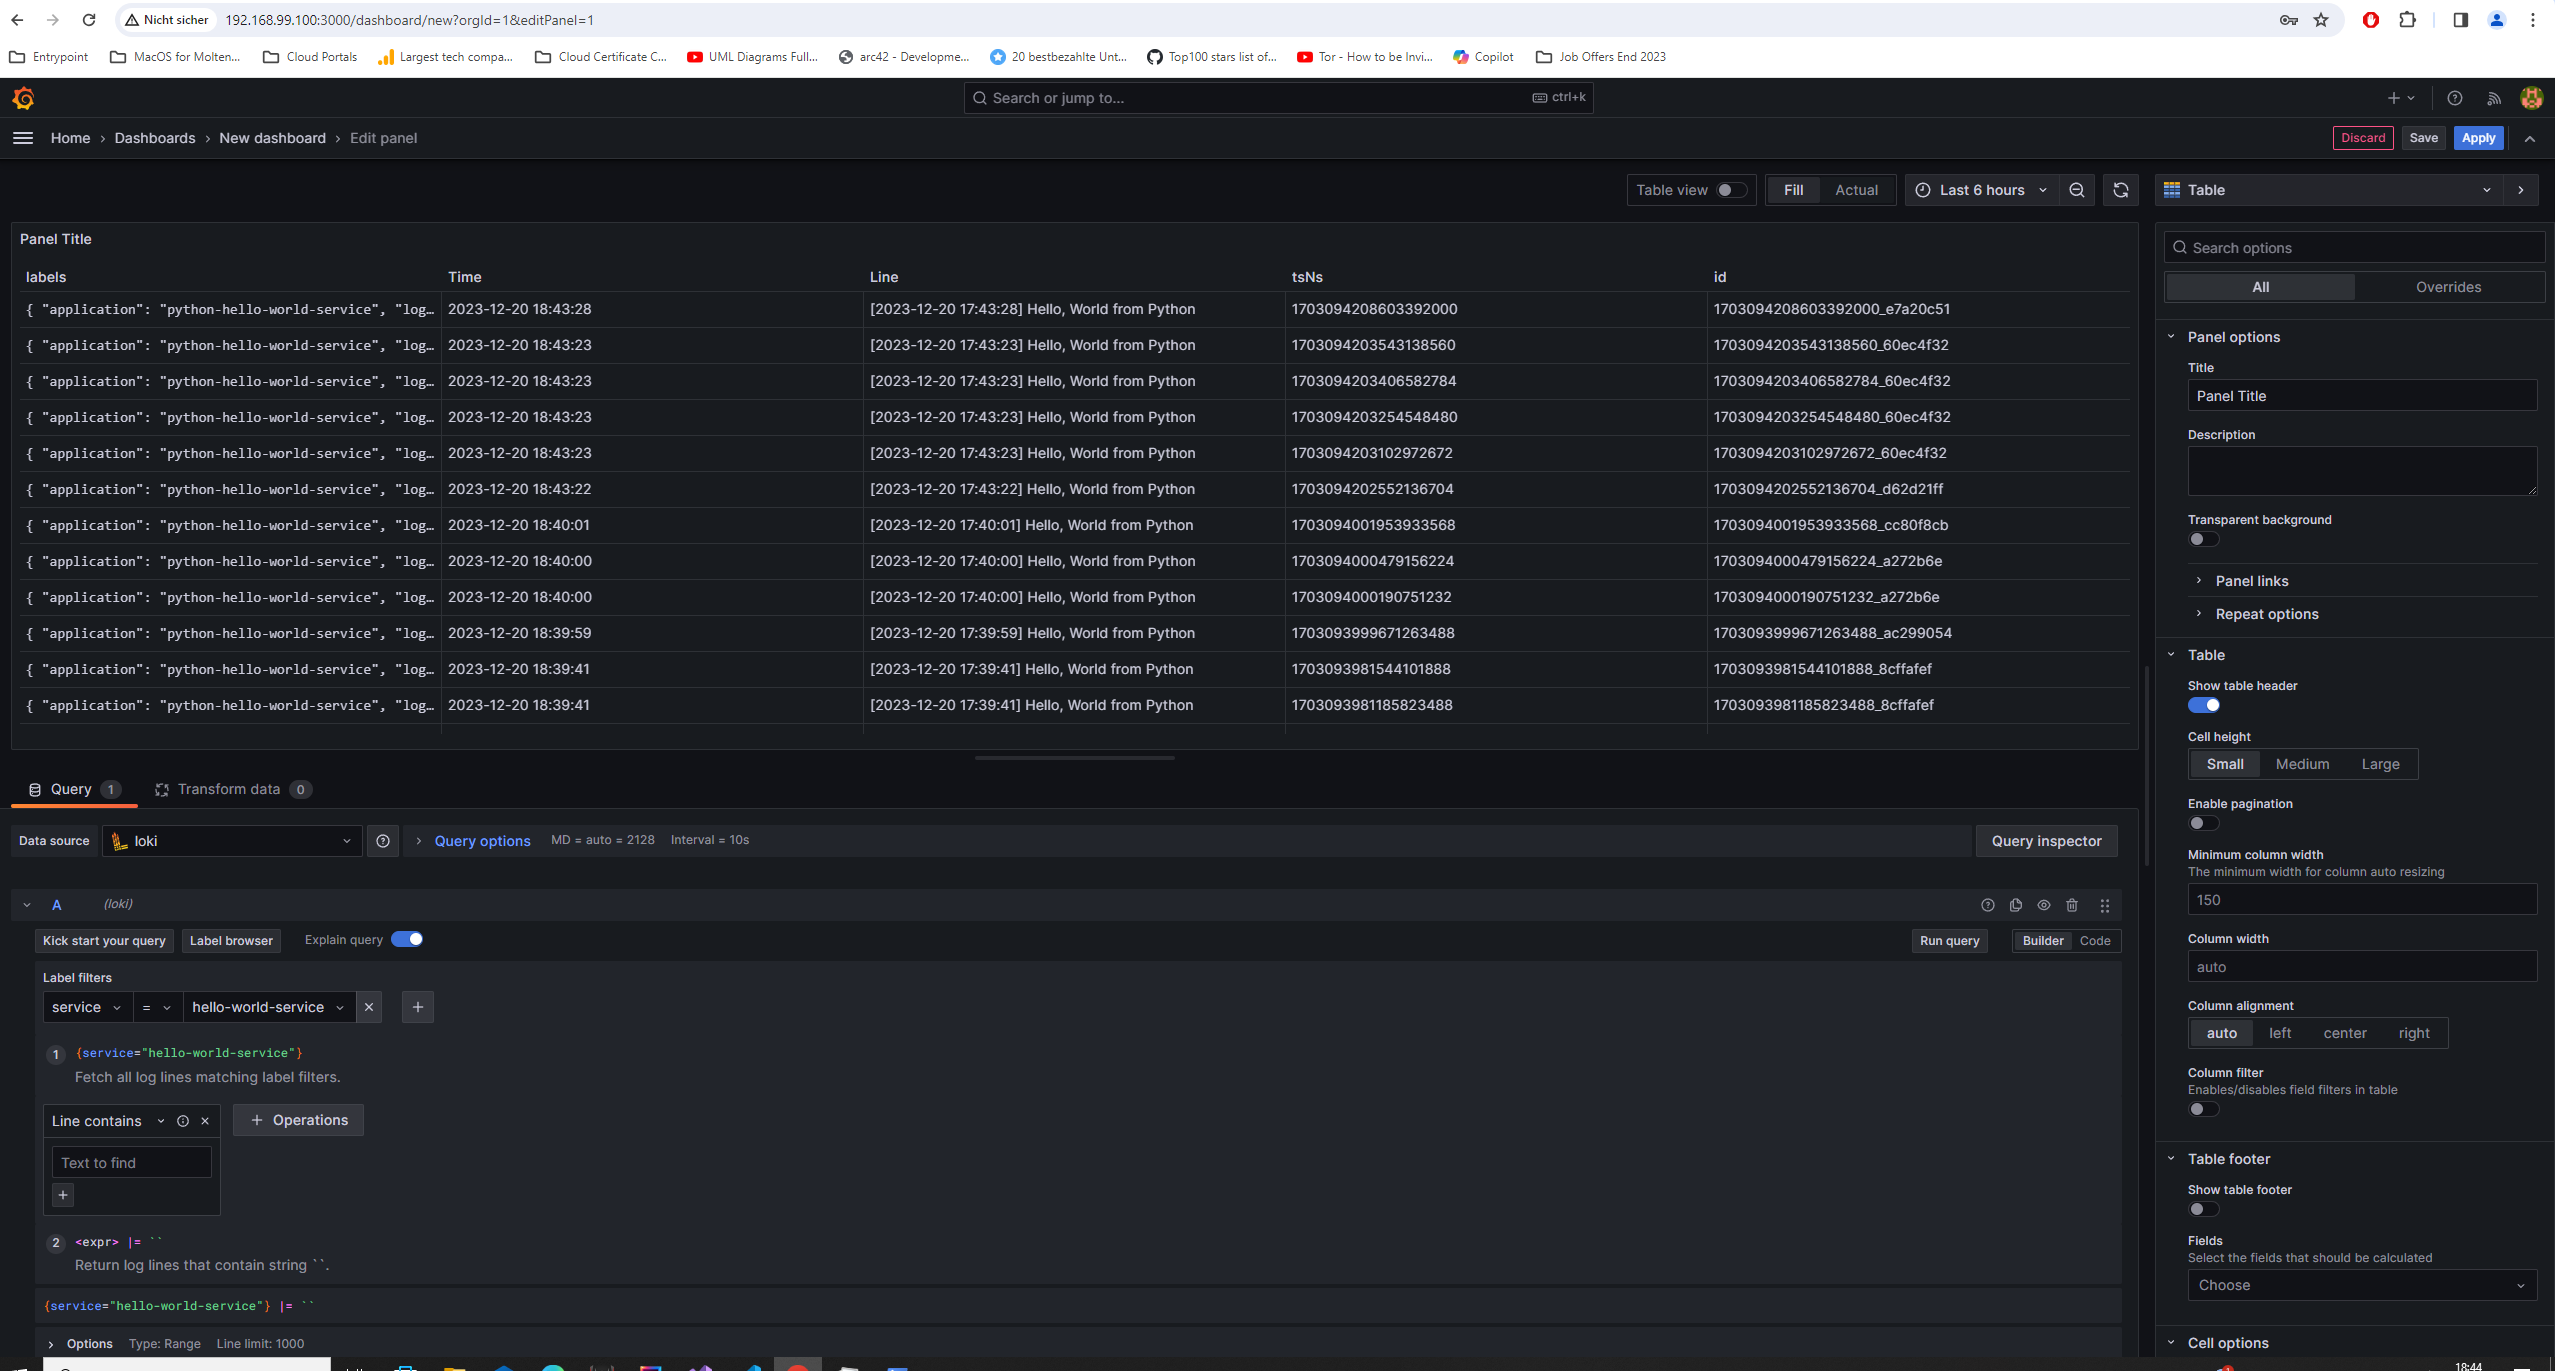 Nicht sicher 192.168.99.100:3000/dashboard/new?orgId=1&editPanel=1
Entrypoint MacOS for Molten... Cloud Portals Largest tech compa... Cloud Certificate C... UML Diagrams Full... arc42 - Developme... 20 bestbezahlte Unt... Top100 stars list of... Tor - How to be Invi... Copilot Job Offers End 2023
Search or jump to... ctrl+k
Home › Dashboards › New dashboard › Edit panel Discard Save Apply
Table view Fill Actual Last 6 hours Table
Panel Title
labels Time Line tsNs id
{ "application": "python-hello-world-service", "log… 2023-12-20 18:43:28 [2023-12-20 17:43:28] Hello, World from Python 1703094208603392000 1703094208603392000_e7a20c51
{ "application": "python-hello-world-service", "log… 2023-12-20 18:43:23 [2023-12-20 17:43:23] Hello, World from Python 1703094203543138560 1703094203543138560_60ec4f32
{ "application": "python-hello-world-service", "log… 2023-12-20 18:43:23 [2023-12-20 17:43:23] Hello, World from Python 1703094203406582784 1703094203406582784_60ec4f32
{ "application": "python-hello-world-service", "log… 2023-12-20 18:43:23 [2023-12-20 17:43:23] Hello, World from Python 1703094203254548480 1703094203254548480_60ec4f32
{ "application": "python-hello-world-service", "log… 2023-12-20 18:43:23 [2023-12-20 17:43:23] Hello, World from Python 1703094203102972672 1703094203102972672_60ec4f32
{ "application": "python-hello-world-service", "log… 2023-12-20 18:43:22 [2023-12-20 17:43:22] Hello, World from Python 1703094202552136704 1703094202552136704_d62d21ff
{ "application": "python-hello-world-service", "log… 2023-12-20 18:40:01 [2023-12-20 17:40:01] Hello, World from Python 1703094001953933568 1703094001953933568_cc80f8cb
{ "application": "python-hello-world-service", "log… 2023-12-20 18:40:00 [2023-12-20 17:40:00] Hello, World from Python 1703094000479156224 1703094000479156224_a272b6e
{ "application": "python-hello-world-service", "log… 2023-12-20 18:40:00 [2023-12-20 17:40:00] Hello, World from Python 1703094000190751232 1703094000190751232_a272b6e
{ "application": "python-hello-world-service", "log… 2023-12-20 18:39:59 [2023-12-20 17:39:59] Hello, World from Python 1703093999671263488 1703093999671263488_ac299054
{ "application": "python-hello-world-service", "log… 2023-12-20 18:39:41 [2023-12-20 17:39:41] Hello, World from Python 1703093981544101888 1703093981544101888_8cffafef
{ "application": "python-hello-world-service", "log… 2023-12-20 18:39:41 [2023-12-20 17:39:41] Hello, World from Python 1703093981185823488 1703093981185823488_8cffafef
Query 1 Transform data 0
Data source loki Query options MD = auto = 2128 Interval = 10s Query inspector
A (loki)
Kick start your query Label browser Explain query Run query Builder Code
Label filters
service = hello-world-service
1 {service="hello-world-service"}
Fetch all log lines matching label filters.
Line contains + Operations
Text to find
+
2 <expr> |= ``
Return log lines that contain string ``.
{service="hello-world-service"} |= ``
Options Type: Range Line limit: 1000
Search options
All Overrides
Panel options
Title
Panel Title
Description
Transparent background
Panel links
Repeat options
Table
Show table header
Cell height
Small Medium Large
Enable pagination
Minimum column width
The minimum width for column auto resizing
150
Column width
auto
Column alignment
auto left center right
Column filter
Enables/disables field filters in table
Table footer
Show table footer
Fields
Select the fields that should be calculated
Choose
Cell options
18:44